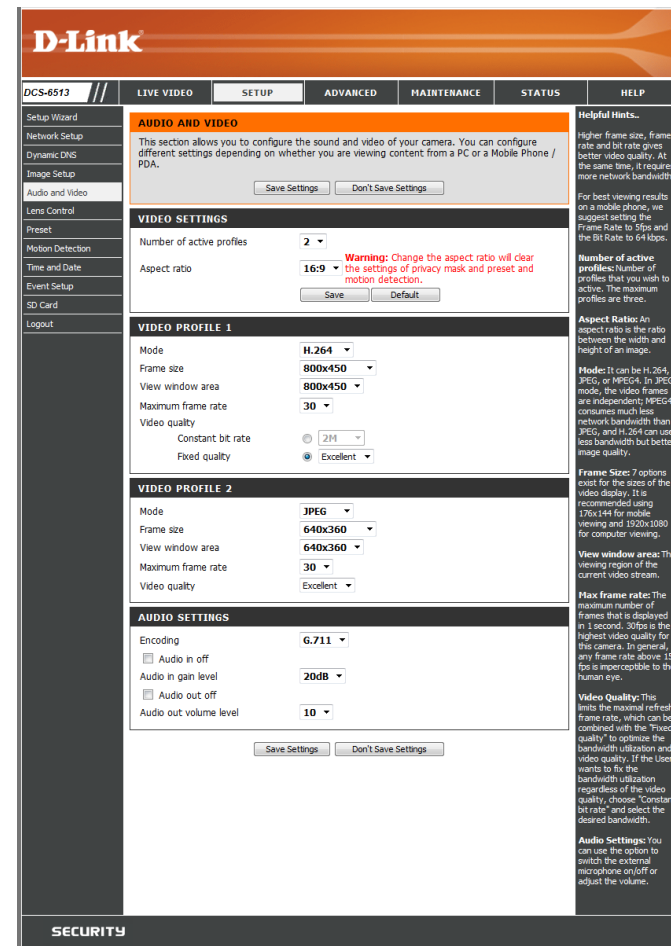 D-Link
DCS-6513 // LIVE VIDEO SETUP ADVANCED MAINTENANCE STATUS HELP
Setup Wizard
Network Setup
Dynamic DNS
Image Setup
Audio and Video
Lens Control
Preset
Motion Detection
Time and Date
Event Setup
SD Card
Logout
AUDIO AND VIDEO
This section allows you to configure the sound and video of your camera. You can configure
different settings depending on whether you are viewing content from a PC or a Mobile Phone /
PDA.
Save Settings Don't Save Settings
VIDEO SETTINGS
Number of active profiles 2
Aspect ratio 16:9 Warning: Change the aspect ratio will clear
the settings of privacy mask and preset and
motion detection.
Save Default
VIDEO PROFILE 1
Mode H.264
Frame size 800x450
View window area 800x450
Maximum frame rate 30
Video quality
Constant bit rate 2M
Fixed quality Excellent
VIDEO PROFILE 2
Mode JPEG
Frame size 640x360
View window area 640x360
Maximum frame rate 30
Video quality Excellent
AUDIO SETTINGS
Encoding G.711
Audio in off
Audio in gain level 20dB
Audio out off
Audio out volume level 10
Save Settings Don't Save Settings
Helpful Hints..
Higher frame size, frame
rate and bit rate gives
better video quality. At
the same time, it requires
more network bandwidth.
For best viewing results
on a mobile phone, we
suggest setting the
Frame Rate to 5fps and
the Bit Rate to 64 kbps.
Number of active
profiles: Number of
profiles that you wish to
active. The maximum
profiles are three.
Aspect Ratio: An
aspect ratio is the ratio
between the width and
height of an image.
Mode: It can be H.264,
JPEG, or MPEG4. In JPEG
mode, the video frames
are independent; MPEG4
consumes much less
network bandwidth than
JPEG, and H.264 can use
less bandwidth but better
image quality.
Frame Size: 7 options
exist for the sizes of the
video display. It is
recommended using
176x144 for mobile
viewing and 1920x1080
for computer viewing.
View window area: The
viewing region of the
current video stream.
Max frame rate: The
maximum number of
frames that is displayed
in 1 second. 30fps is the
highest video quality for
this camera. In general,
any frame rate above 15
fps is imperceptible to the
human eye.
Video Quality: This
limits the maximal refresh
frame rate, which can be
combined with the "Fixed
quality" to optimize the
bandwidth utilization and
video quality. If the User
wants to fix the
bandwidth utilization
regardless of the video
quality, choose "Constant
bit rate" and select the
desired bandwidth.
Audio Settings: You
can use the option to
switch the external
microphone on/off or
adjust the volume.
SECURITY